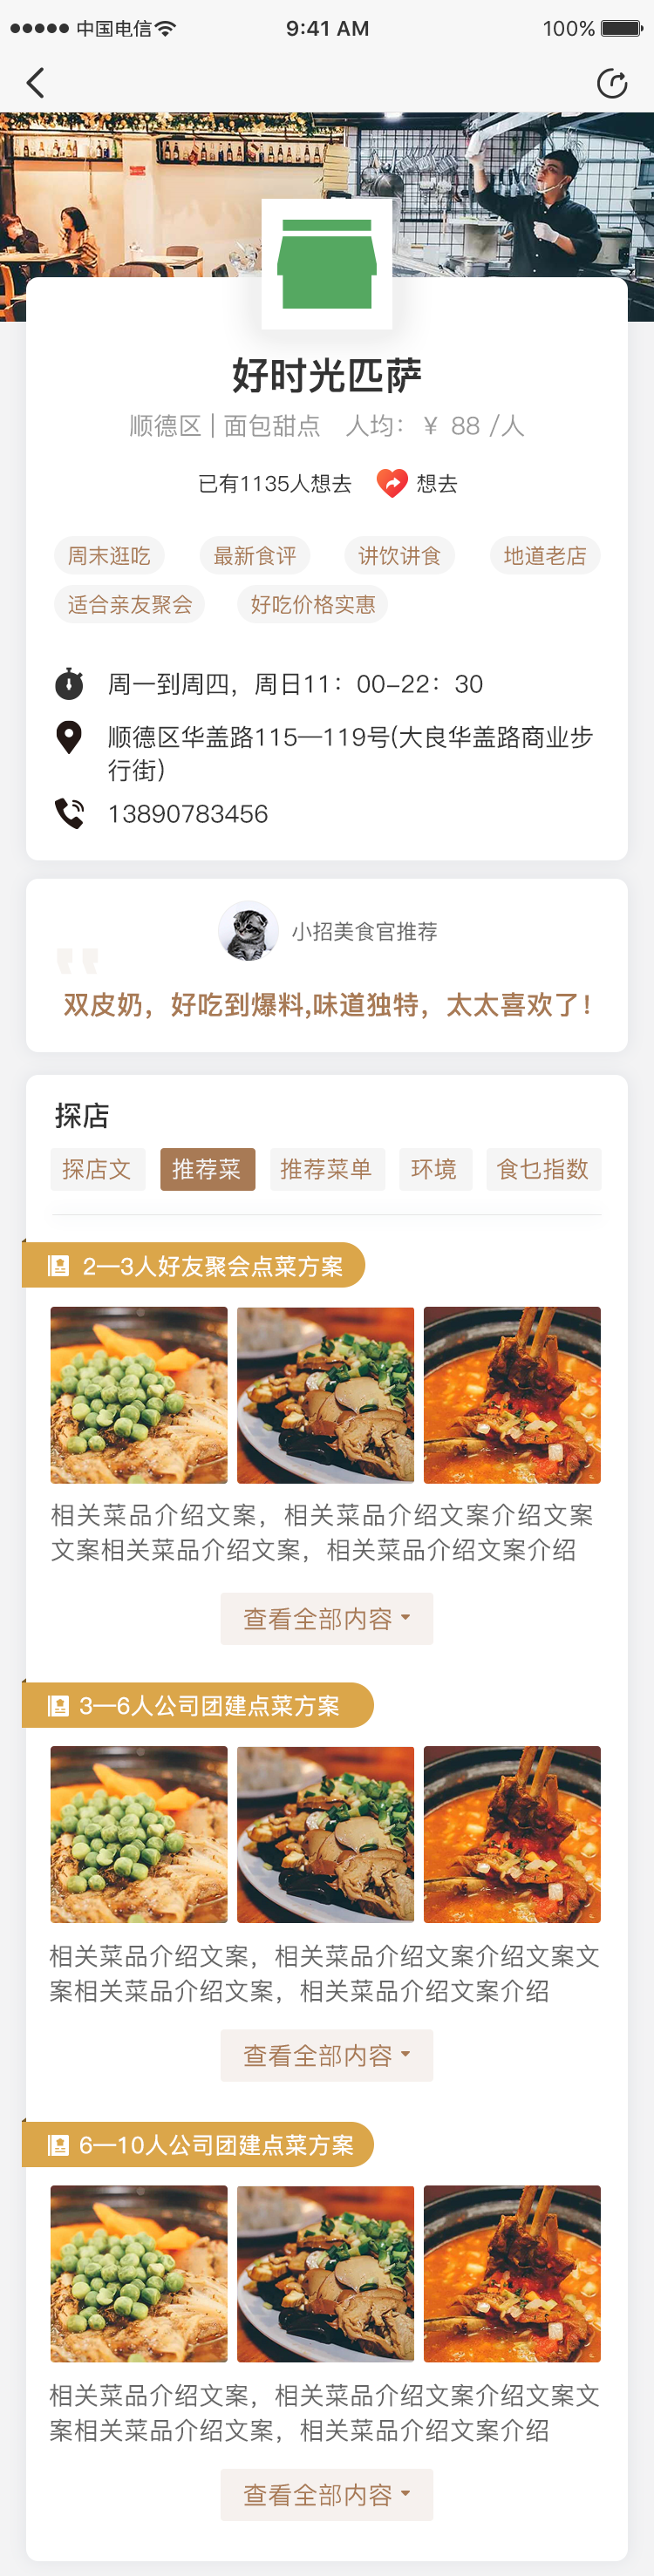 中国电信 9:41 AM 100%
好时光匹萨
顺德区 | 面包甜点 人均：¥ 88 /人
已有1135人想去 想去
周末逛吃 最新食评 讲饮讲食 地道老店
适合亲友聚会 好吃价格实惠
周一到周四，周日11：00-22：30
顺德区华盖路115—119号(大良华盖路商业步
行街)
13890783456
小招美食官推荐
双皮奶，好吃到爆料,味道独特，太太喜欢了！
探店
探店文 推荐菜 推荐菜单 环境 食乜指数
2—3人好友聚会点菜方案
相关菜品介绍文案，相关菜品介绍文案介绍文案
文案相关菜品介绍文案，相关菜品介绍文案介绍
查看全部内容
3—6人公司团建点菜方案
相关菜品介绍文案，相关菜品介绍文案介绍文案文
案相关菜品介绍文案，相关菜品介绍文案介绍
查看全部内容
6—10人公司团建点菜方案
相关菜品介绍文案，相关菜品介绍文案介绍文案文
案相关菜品介绍文案，相关菜品介绍文案介绍
查看全部内容